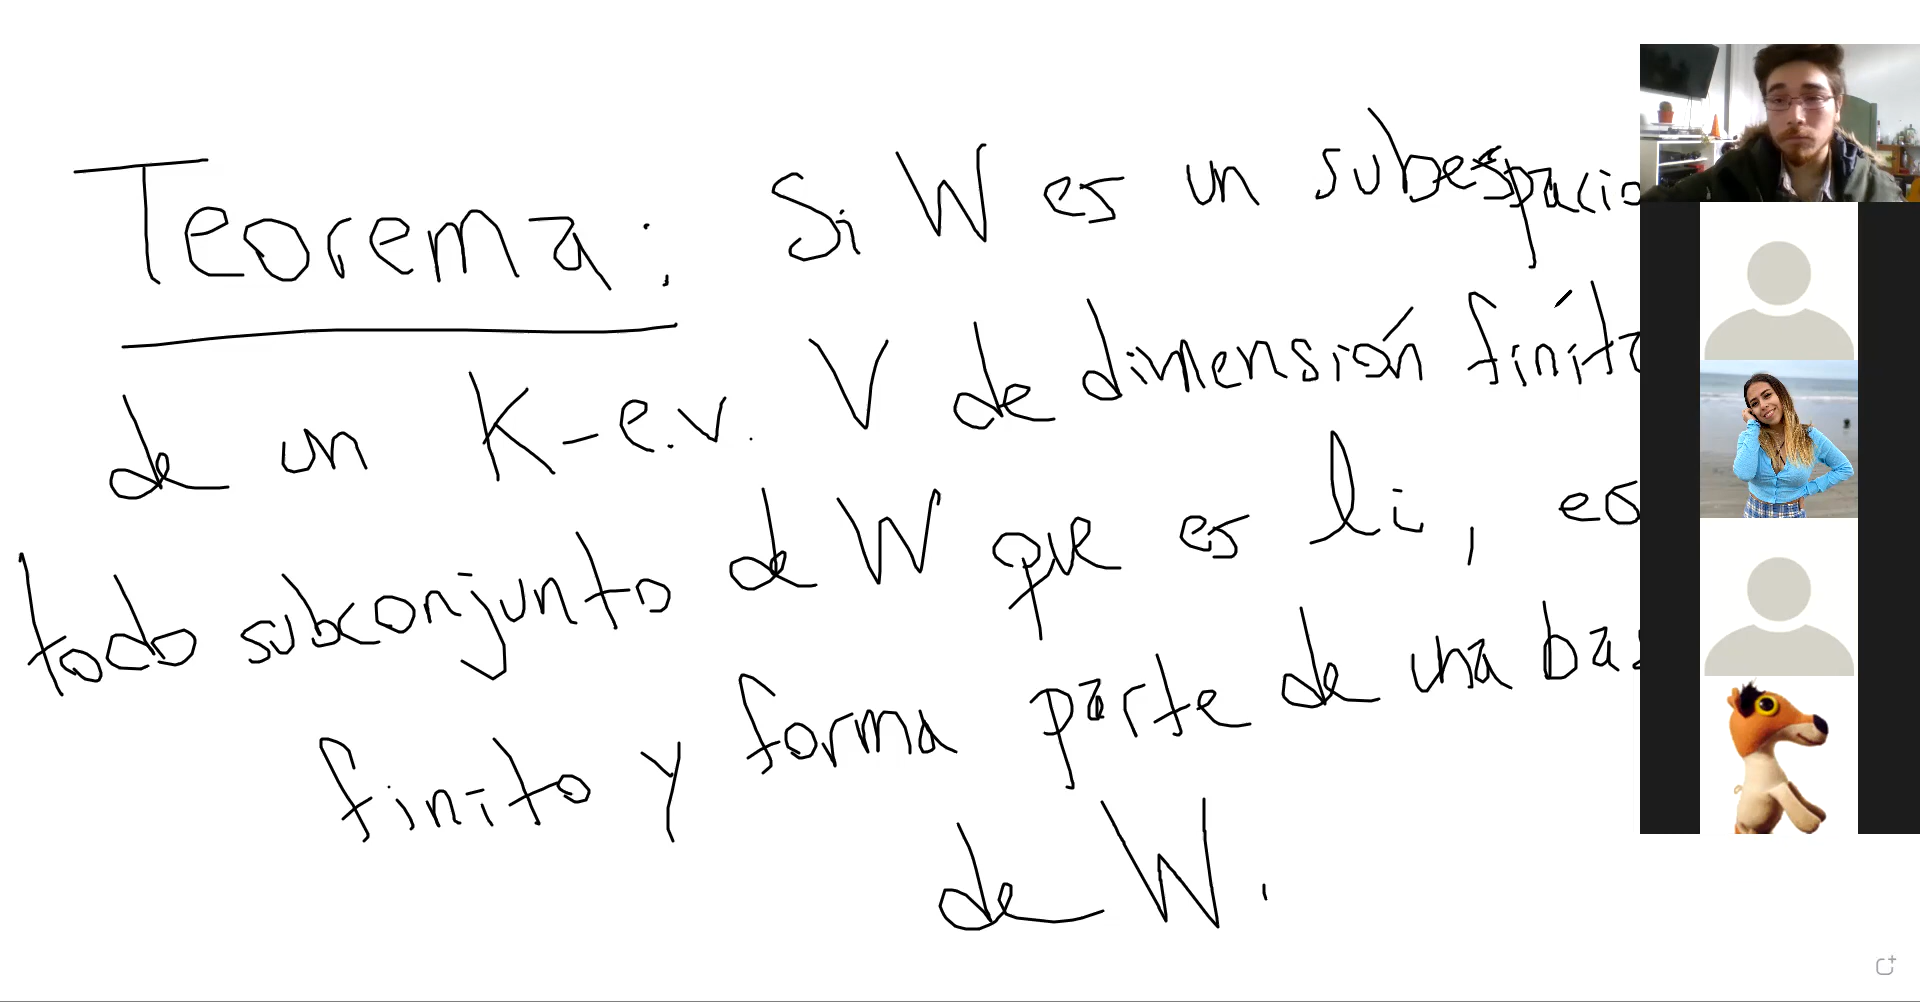 Teorema: Si W es un subespacio
de un K-e.v. V de dimensión finita
todo subconjunto de W que es li, es
finito y forma parte de una bas
de W.